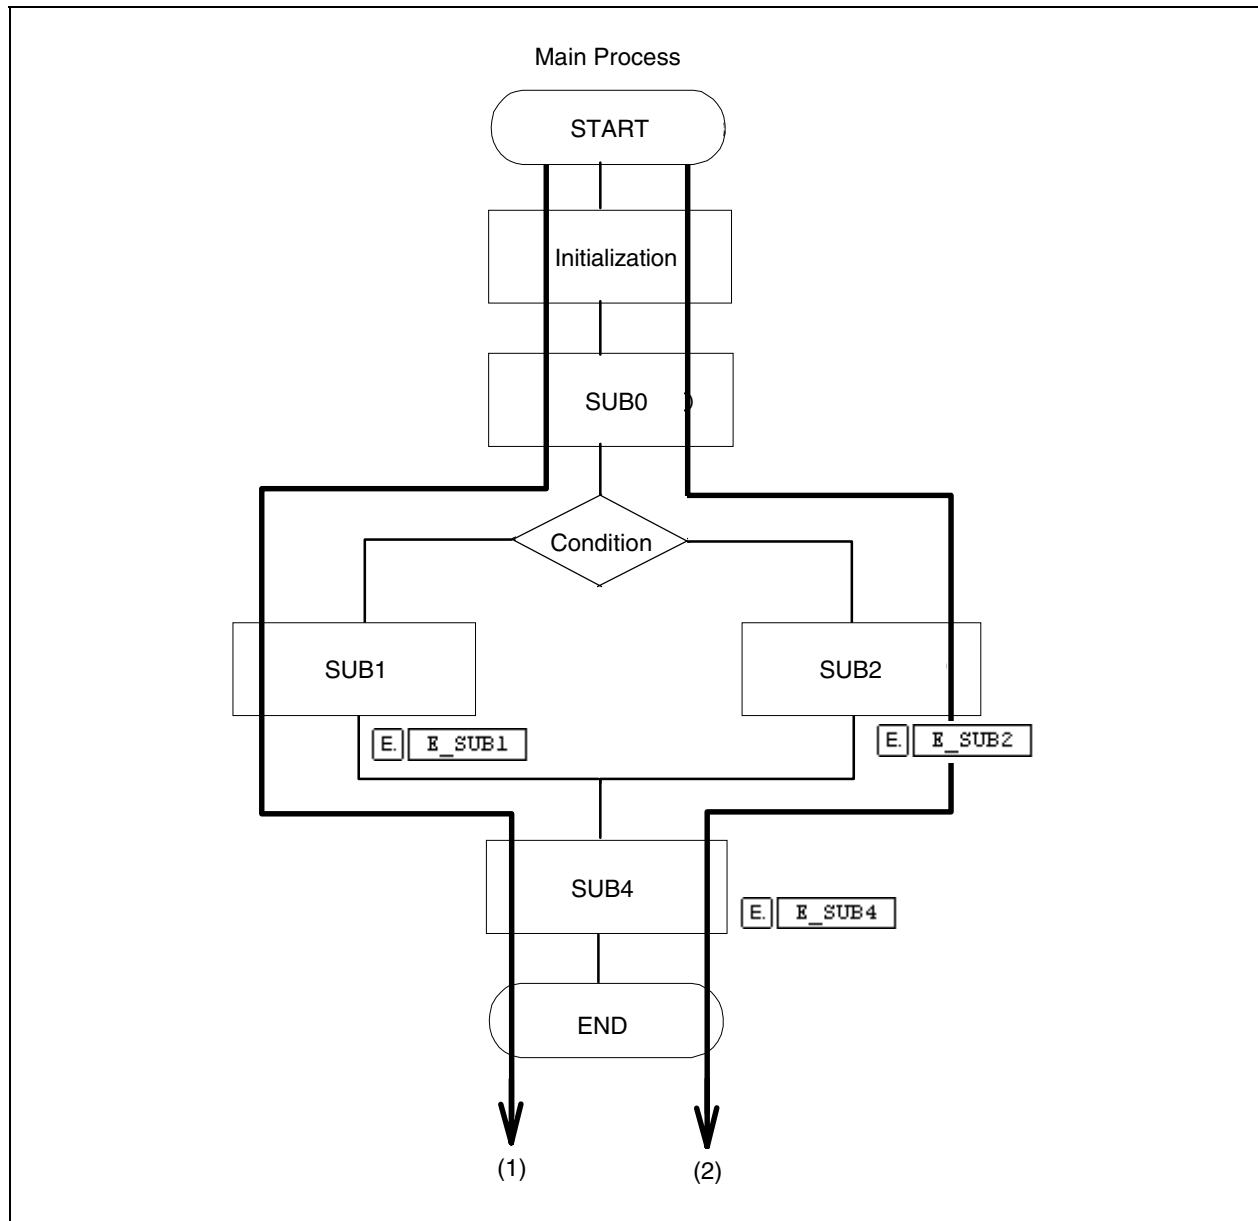 Main Process
START
Initialization
SUB0
Condition
SUB1
SUB2
E. E_SUB1
E. E_SUB2
SUB4
E. E_SUB4
END
(1)
(2)